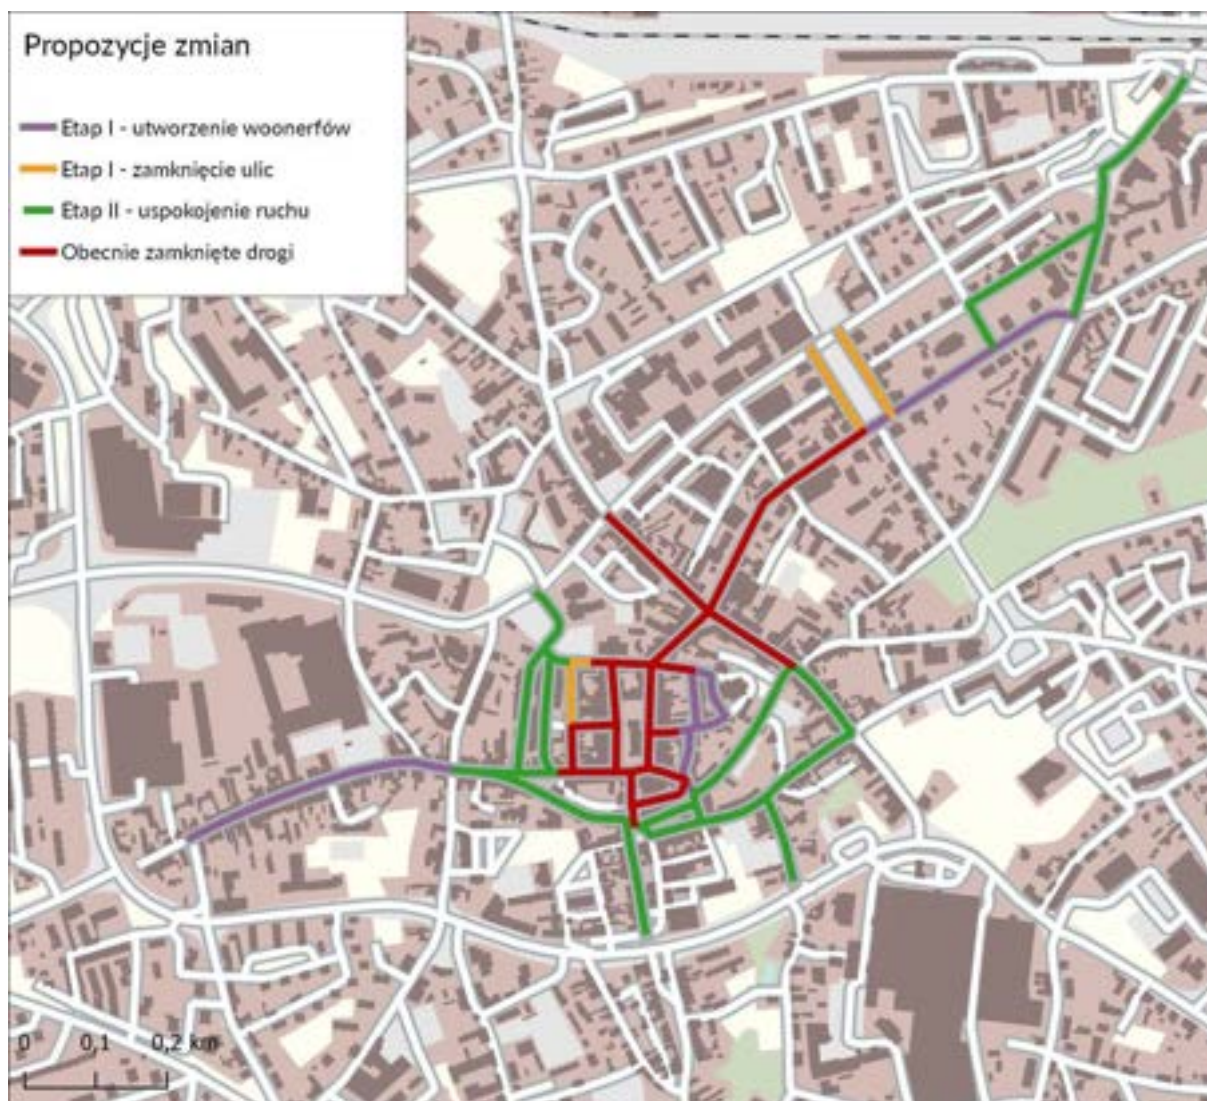 Propozycje zmian
Etap I - utworzenie woonerfów
Etap I - zamknięcie ulic
Etap II - uspokojenie ruchu
Obecnie zamknięte drogi
0 0,1 0,2 km